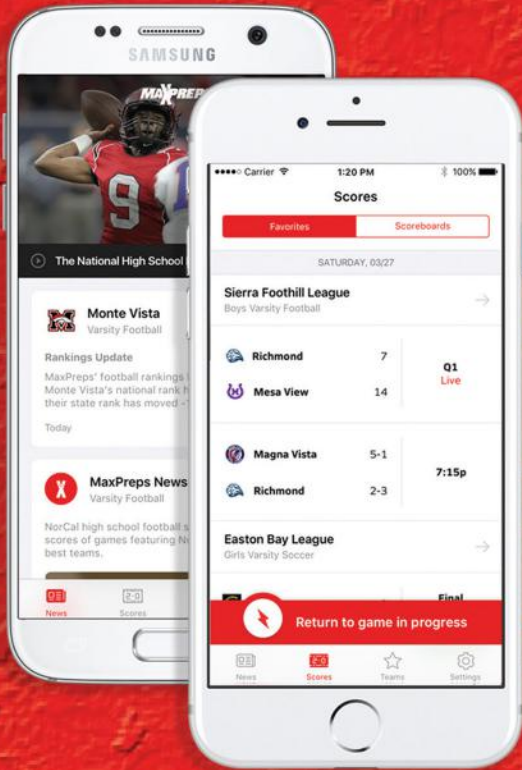 SAMSUNG
MAXPREP
9
The National High School
Monte Vista
Varsity Football
Rankings Update
MaxPreps' football rankings
Monte Vista's national rank
their state rank has moved
Today
X
MaxPreps News
Varsity Football
NorCal high school football
scores of games featuring
best teams.
News
Scores
Carrier
1:20 PM
100%
Scores
Favorites
Scoreboards
SATURDAY, 03/27
Sierra Foothill League
Boys Varsity Football
Richmond 7
Mesa View 14
Q1
Live
Magna Vista 5-1
Richmond 2-3
7:15p
Easton Bay League
Girls Varsity Soccer
Final
Return to game in progress
News
Scores
Teams
Settings